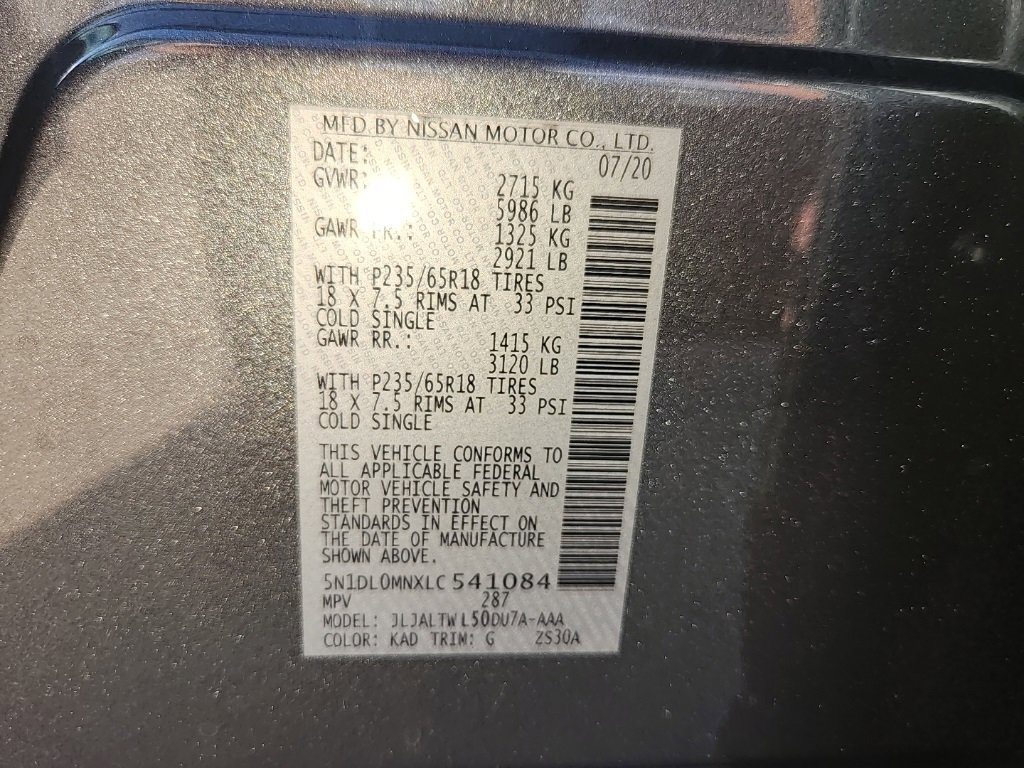 MFD.BY NISSAN MOTOR CO., LTD.
DATE: 07/20
GVWR: 2715 KG
5986 LB
GAWR FR.: 1325 KG
2921 LB
WITH P235/65R18 TIRES
18 X 7.5 RIMS AT 33 PSI
COLD SINGLE
GAWR RR.: 1415 KG
3120 LB
WITH P235/65R18 TIRES
18 X 7.5 RIMS AT 33 PSI
COLD SINGLE
THIS VEHICLE CONFORMS TO
ALL APPLICABLE FEDERAL
MOTOR VEHICLE SAFETY AND
THEFT PREVENTION
STANDARDS IN EFFECT ON
THE DATE OF MANUFACTURE
SHOWN ABOVE.
5N1DL0MNXLC 541084
MPV 287
MODEL: JLJALTWL50DU7A-AAA
COLOR: KAD TRIM: G ZS30A